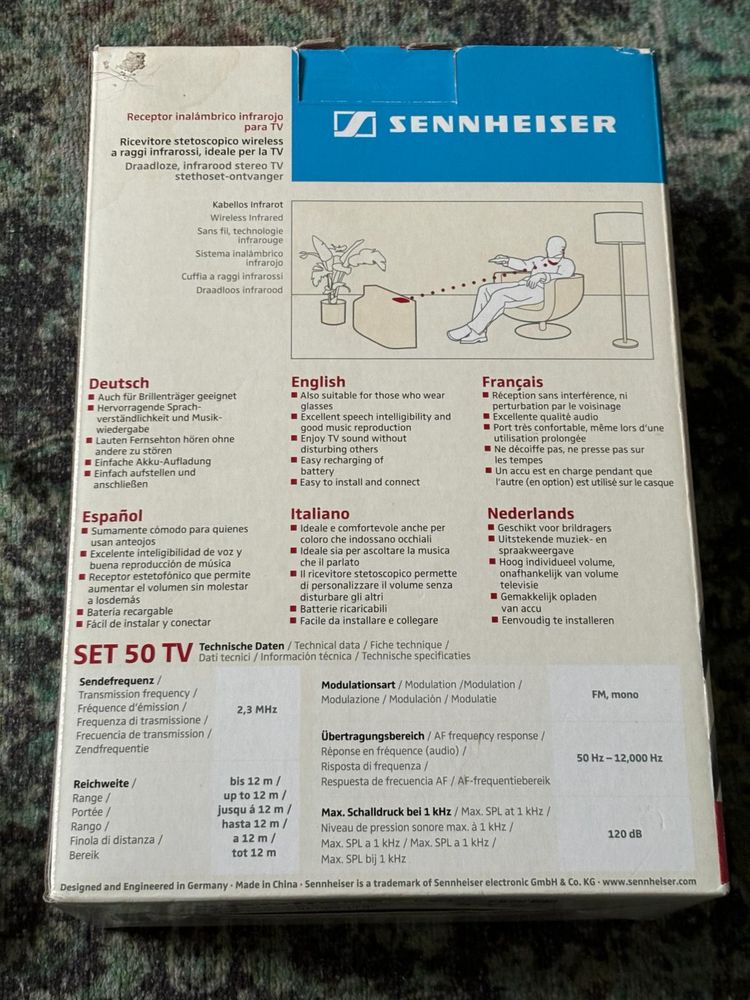 Receptor inalámbrico infrarojo
para TV
Ricevitore stetoscopico wireless
a raggi infrarossi, ideale per la TV
Draadloze, infrarood stereo TV
stethoset-ontvanger
SENNHEISER
Kabellos Infrarot
Wireless Infrared
Sans fil, technologie
infrarouge
Sistema inalámbrico
infrarojo
Cuffia a raggi infrarossi
Draadloos infrarood
Deutsch
■ Auch für Brillenträger geeignet
■ Hervorragende Sprach-
verständlichkeit und Musik-
wiedergabe
■ Lauten Fernsehton hören ohne
andere zu stören
■ Einfache Akku-Aufladung
■ Einfach aufstellen und
anschließen
English
■ Also suitable for those who wear
glasses
■ Excellent speech intelligibility and
good music reproduction
■ Enjoy TV sound without
disturbing others
■ Easy recharging of
battery
■ Easy to install and connect
Français
■ Réception sans interférence, ni
perturbation par le voisinage
■ Excellente qualité audio
■ Port très confortable, même lors d'une
utilisation prolongée
■ Ne décoiffe pas, ne presse pas sur
les tempes
■ Un accu est en charge pendant que
l'autre (en option) est utilisé sur le casque
Español
■ Sumamente cómodo para quienes
usan anteojos
■ Excelente inteligibilidad de voz y
buena reproducción de música
■ Receptor estetofónico que permite
aumentar el volumen sin molestar
a losdemás
■ Batería recargable
■ Fácil de instalar y conectar
Italiano
■ Ideale e comfortevole anche per
coloro che indossano occhiali
■ Ideale sia per ascoltare la musica
che il parlato
■ Il ricevitore stetoscopico permette
di personalizzare il volume senza
disturbare gli altri
■ Batterie ricaricabili
■ Facile da installare e collegare
Nederlands
■ Geschikt voor brildragers
■ Uitstekende muziek- en
spraakweergave
■ Hoog individueel volume,
onafhankelijk van volume
televisie
■ Gemakkelijk opladen
van accu
■ Eenvoudig te installeren
SET 50 TV Technische Daten / Technical data / Fiche technique /
Dati tecnici / Información técnica / Technische specificaties
Sendefrequenz /
Transmission frequency /
Fréquence d'émission /
Frequenza di trasmissione /
Frecuencia de transmisión /
Zendfrequentie
2,3 MHz
Reichweite /
Range /
Portée /
Rango /
Finola di distanza /
Bereik
bis 12 m /
up to 12 m /
jusqu á 12 m /
hasta 12 m /
a 12 m /
tot 12 m
Modulationsart / Modulation /Modulation /
Modulazione / Modulación / Modulatie
FM, mono
Übertragungsbereich / AF frequency response /
Réponse en fréquence (audio) /
Risposta di frequenza /
Respuesta de frecuencia AF / AF-frequentiebereik
50 Hz – 12,000 Hz
Max. Schalldruck bei 1 kHz / Max. SPL at 1 kHz /
Niveau de pression sonore max. à 1 kHz /
Max. SPL a 1 kHz / Max. SPL a 1 kHz /
Max. SPL bij 1 kHz
120 dB
Designed and Engineered in Germany · Made in China · Sennheiser is a trademark of Sennheiser electronic GmbH & Co. KG · www.sennheiser.com